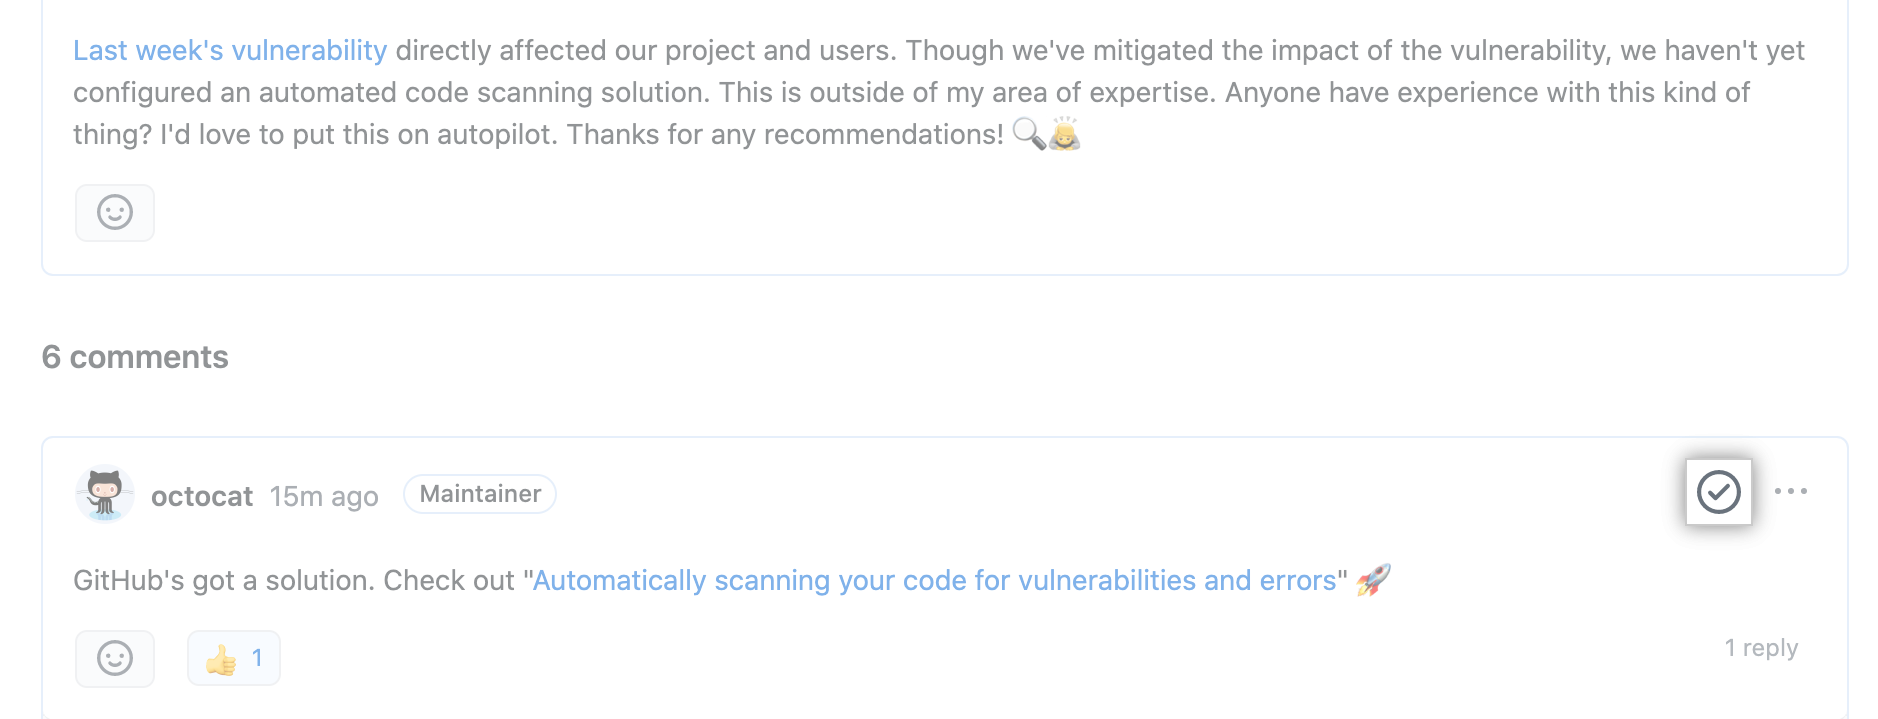 Last week's vulnerability directly affected our project and users. Though we've mitigated the impact of the vulnerability, we haven't yet
configured an automated code scanning solution. This is outside of my area of expertise. Anyone have experience with this kind of
thing? I'd love to put this on autopilot. Thanks for any recommendations! 🔍🙇
6 comments
octocat 15m ago Maintainer
GitHub's got a solution. Check out "Automatically scanning your code for vulnerabilities and errors" 🚀
👍 1
1 reply